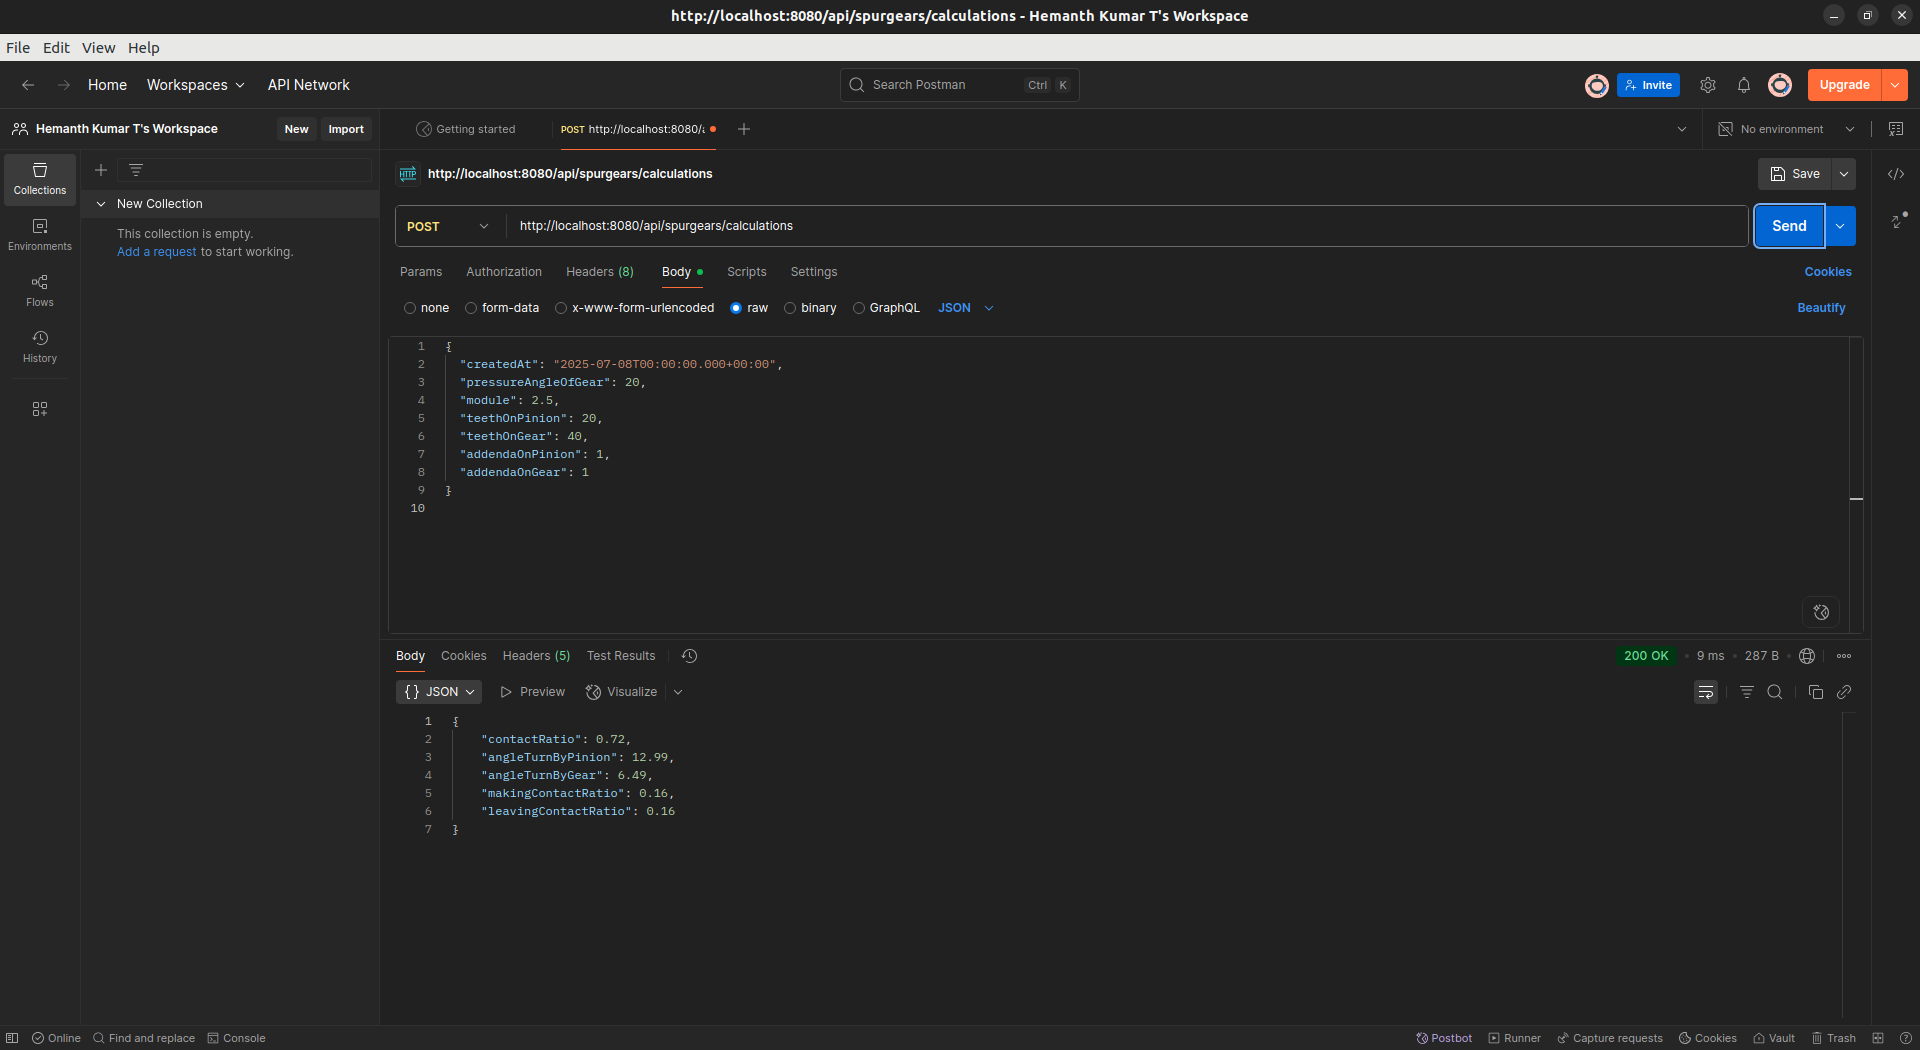 http://localhost:8080/api/spurgears/calculations - Hemanth Kumar T's Workspace
File Edit View Help
Home Workspaces API Network Search Postman Ctrl K Invite Upgrade
Hemanth Kumar T's Workspace New Import Getting started POST http://localhost:8080/a No environment
Collections
Environments
Flows
History
New Collection
This collection is empty.
Add a request to start working.
HTTP http://localhost:8080/api/spurgears/calculations Save
POST http://localhost:8080/api/spurgears/calculations Send
Params Authorization Headers (8) Body Scripts Settings Cookies
none form-data x-www-form-urlencoded raw binary GraphQL JSON Beautify
1 {
2 "createdAt": "2025-07-08T00:00:00.000+00:00",
3 "pressureAngleOfGear": 20,
4 "module": 2.5,
5 "teethOnPinion": 20,
6 "teethOnGear": 40,
7 "addendaOnPinion": 1,
8 "addendaOnGear": 1
9 }
10
Body Cookies Headers (5) Test Results 200 OK 9 ms 287 B
{} JSON Preview Visualize
1 {
2 "contactRatio": 0.72,
3 "angleTurnByPinion": 12.99,
4 "angleTurnByGear": 6.49,
5 "makingContactRatio": 0.16,
6 "leavingContactRatio": 0.16
7 }
Online Find and replace Console Postbot Runner Capture requests Cookies Vault Trash